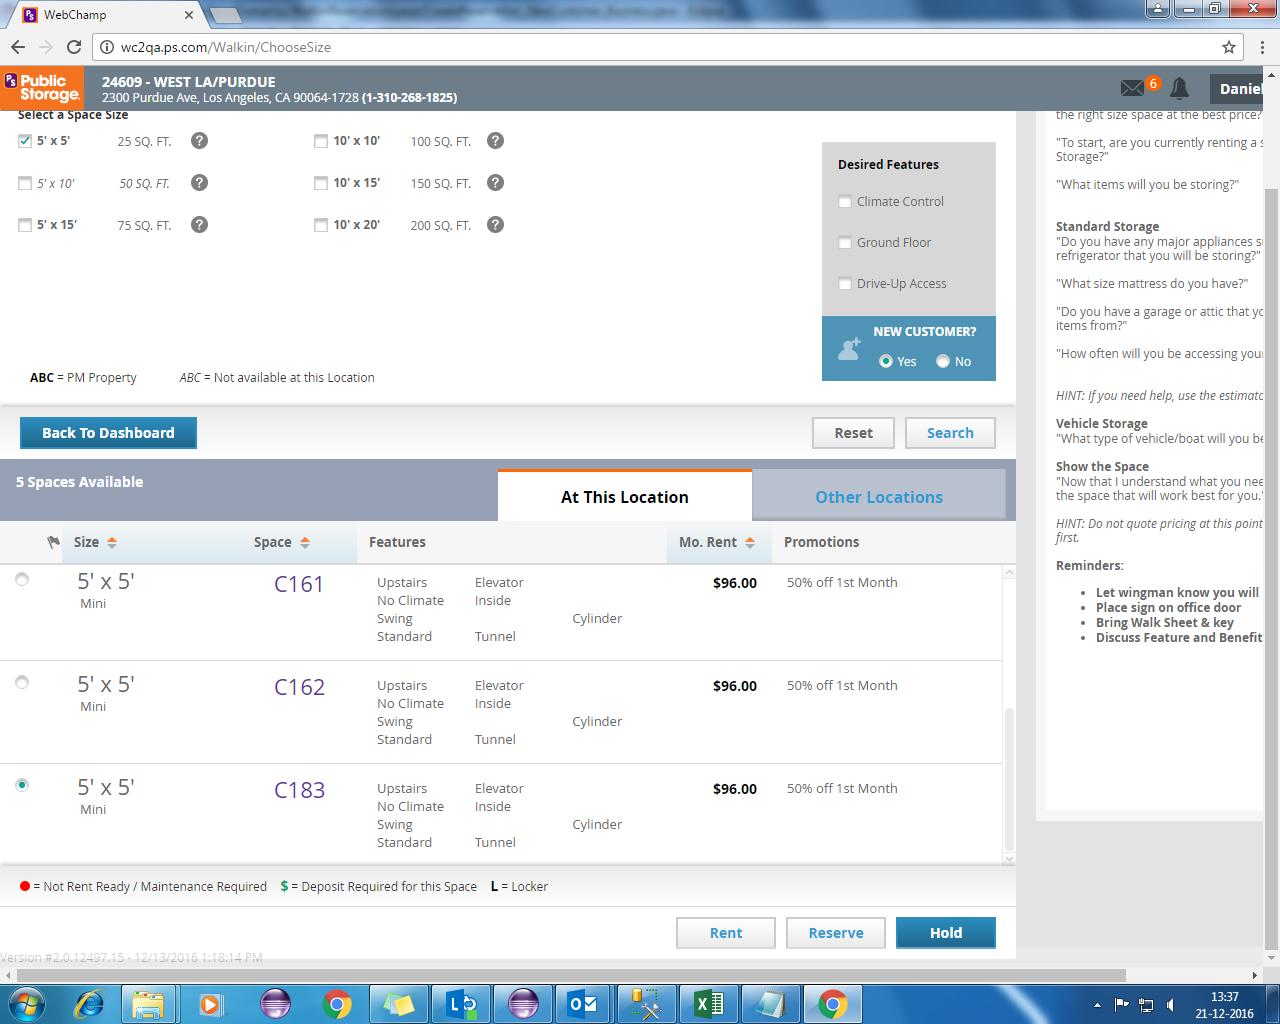 WebChamp
wc2qa.ps.com/Walkin/ChooseSize
PS Public Storage
24609 - WEST LA/PURDUE
2300 Purdue Ave, Los Angeles, CA 90064-1728 (1-310-268-1825)
6
Daniel
Select a Space Size
5' x 5' 25 SQ. FT. ? 10' x 10' 100 SQ. FT. ?
5' x 10' 50 SQ. FT. ? 10' x 15' 150 SQ. FT. ?
5' x 15' 75 SQ. FT. ? 10' x 20' 200 SQ. FT. ?
Desired Features
Climate Control
Ground Floor
Drive-Up Access
NEW CUSTOMER?
Yes No
ABC = PM Property ABC = Not available at this Location
Back To Dashboard Reset Search
5 Spaces Available At This Location Other Locations
Size Space Features Mo. Rent Promotions
5' x 5' C161 Upstairs Elevator $96.00 50% off 1st Month
Mini No Climate Inside
Swing Cylinder
Standard Tunnel
5' x 5' C162 Upstairs Elevator $96.00 50% off 1st Month
Mini No Climate Inside
Swing Cylinder
Standard Tunnel
5' x 5' C183 Upstairs Elevator $96.00 50% off 1st Month
Mini No Climate Inside
Swing Cylinder
Standard Tunnel
= Not Rent Ready / Maintenance Required $ = Deposit Required for this Space L = Locker
Rent Reserve Hold
Version #2.0.12497.15 - 12/13/2016 1:18:14 PM
the right size space at the best price?
"To start, are you currently renting a s
Storage?"
"What items will you be storing?"
Standard Storage
"Do you have any major appliances su
refrigerator that you will be storing?"
"What size mattress do you have?"
"Do you have a garage or attic that yo
items from?"
"How often will you be accessing your
HINT: If you need help, use the estimato
Vehicle Storage
"What type of vehicle/boat will you be
Show the Space
"Now that I understand what you nee
the space that will work best for you."
HINT: Do not quote pricing at this point
first.
Reminders:
• Let wingman know you will
• Place sign on office door
• Bring Walk Sheet & key
• Discuss Feature and Benefit
13:37
21-12-2016